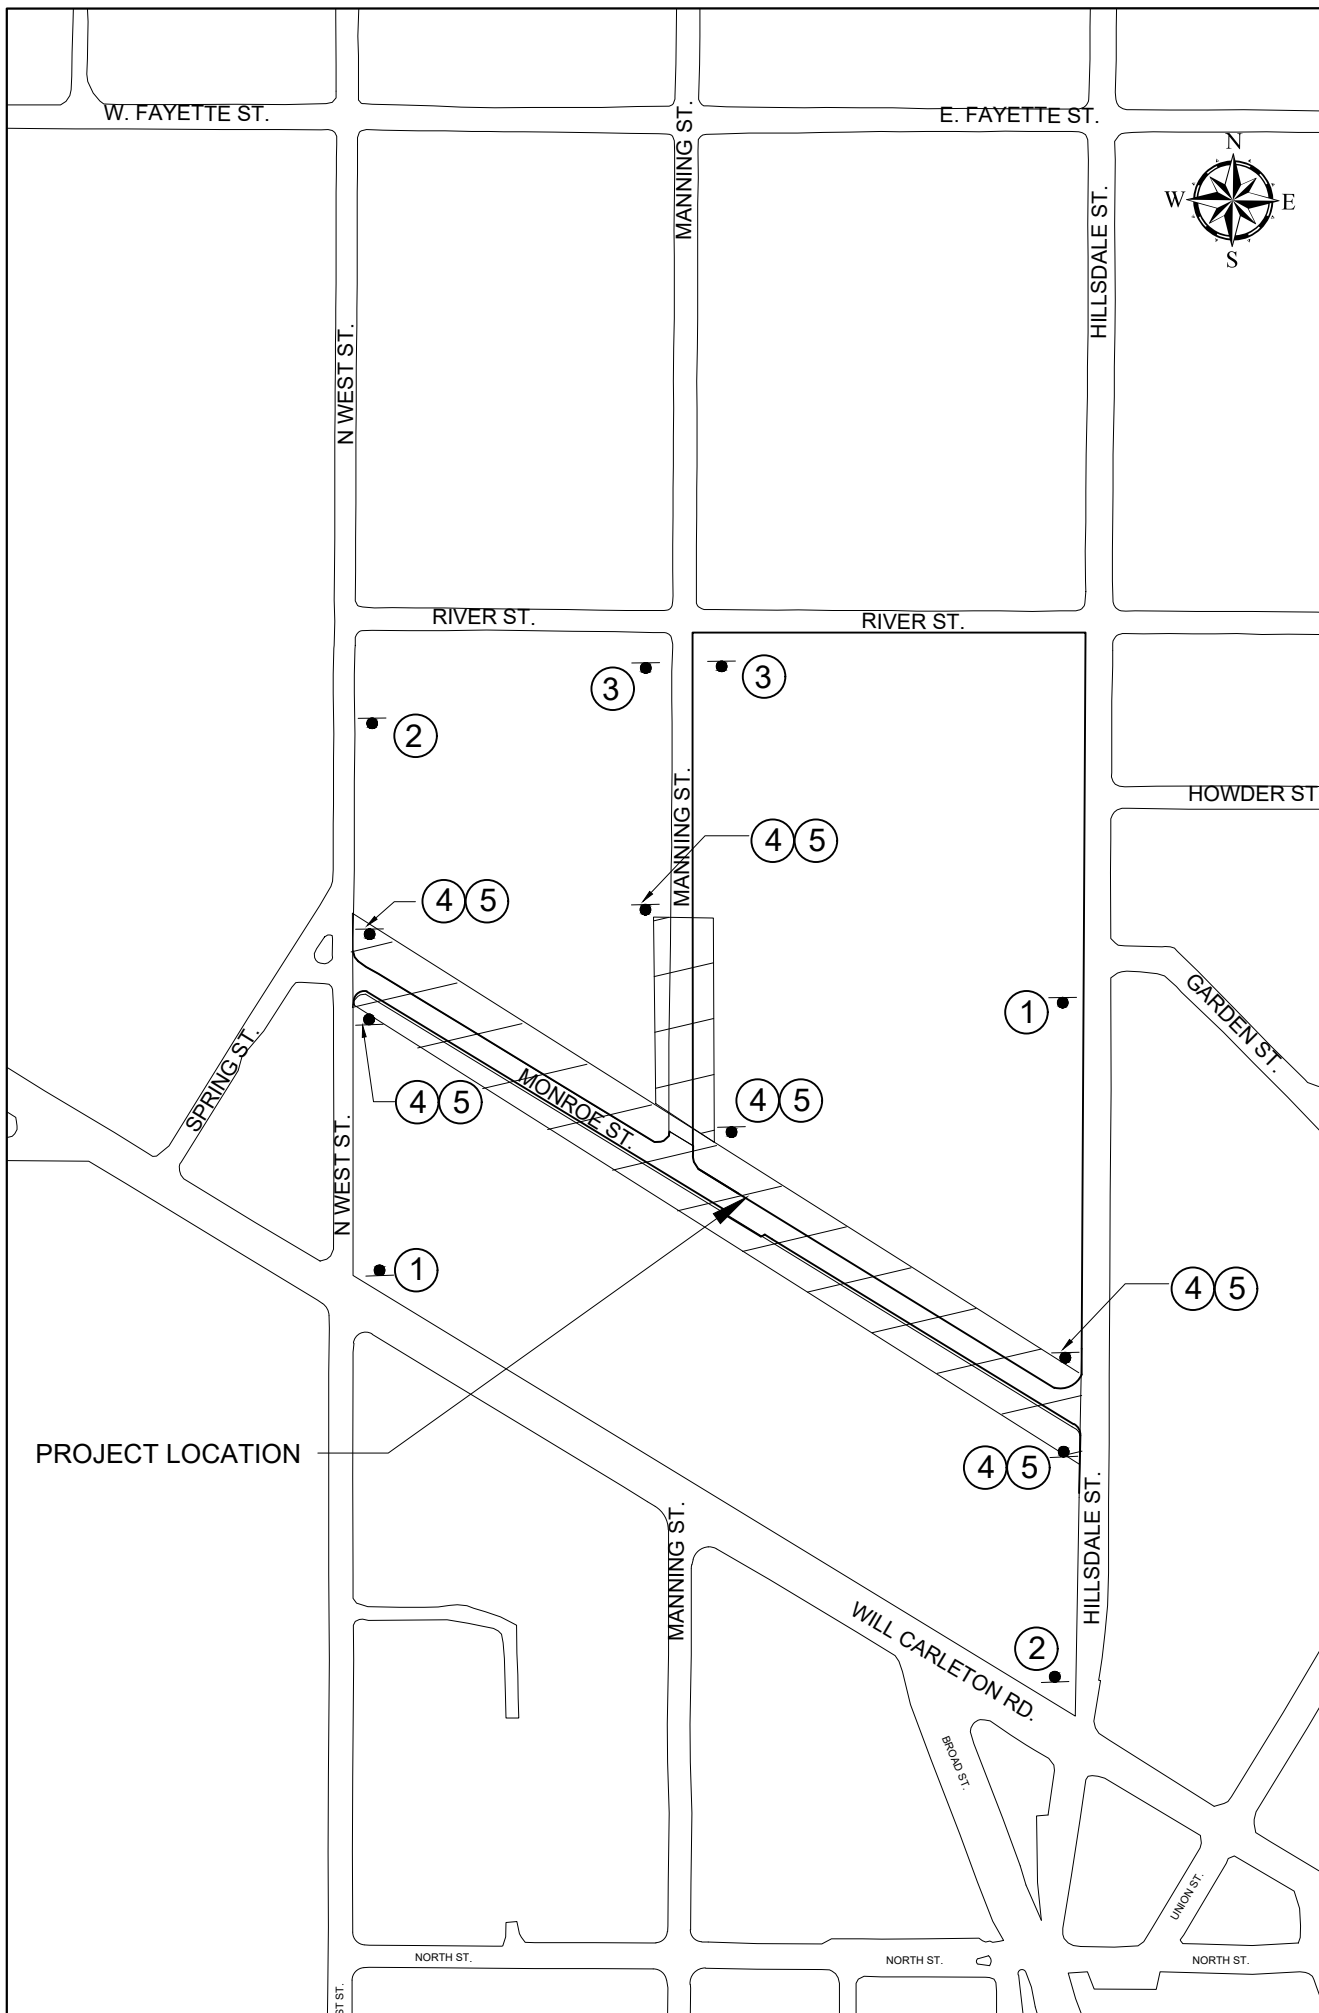 W. FAYETTE ST.
MANNING ST.
E. FAYETTE ST.
N
W
E
S
HILLSDALE ST.
N WEST ST.
RIVER ST.
RIVER ST.
3
3
2
MANNING ST.
HOWDER ST
4 5
4 5
GARDEN ST.
1
SPRING ST.
MONROE ST.
4 5
4 5
N WEST ST.
1
4 5
PROJECT LOCATION
4 5
HILLSDALE ST.
MANNING ST.
WILL CARLETON RD.
2
BROAD ST.
UNION ST.
NORTH ST.
NORTH ST.
NORTH ST.
ST ST.